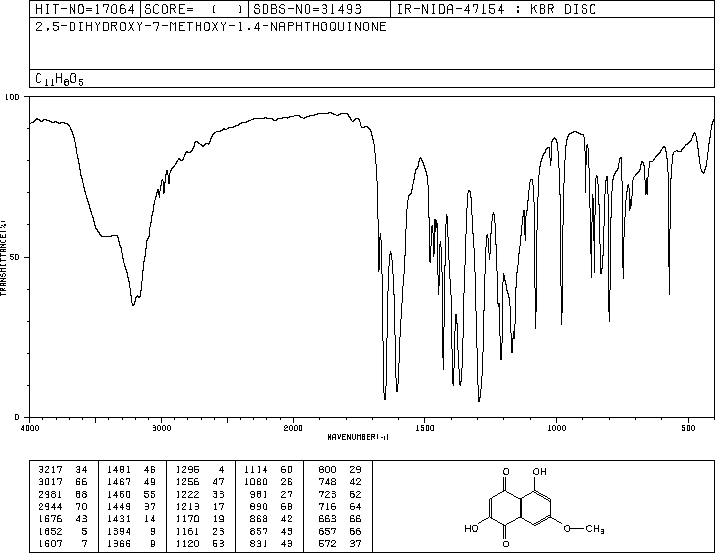 HIT-NO=17064 SCORE= ( ) SDBS-NO=31493 IR-NIDA-47154 : KBR DISC
2,5-DIHYDROXY-7-METHOXY-1,4-NAPHTHOQUINONE
C11H8O5
100
50
0
TRANSMITTANCE(%)
4000 3000 2000 1500 1000 500
WAVENUMBER(-1)
3217 34 1481 46 1296 4 1114 60 800 29
3017 66 1467 49 1256 47 1080 26 748 42
2981 68 1460 55 1222 33 981 27 723 62
2944 70 1449 37 1213 17 890 68 716 64
1676 43 1431 14 1170 19 868 42 663 66
1652 5 1394 9 1161 23 857 43 657 66
1607 7 1366 9 1120 53 831 43 572 37
O OH
HO O O—CH3